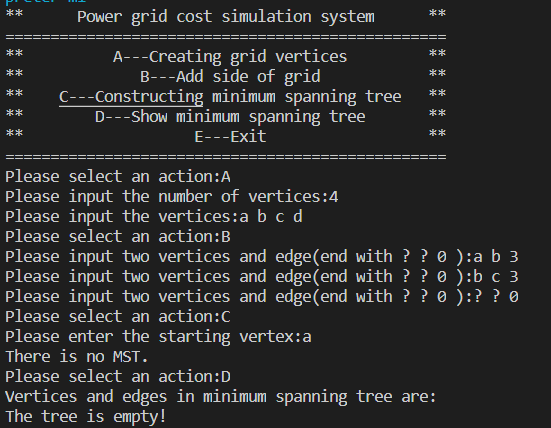 **      Power grid cost simulation system      **
=================================================
**          A---Creating grid vertices         **
**             B---Add side of grid            **
**    C---Constructing minimum spanning tree   **
**        D---Show minimum spanning tree       **
**                   E---Exit                  **
=================================================
Please select an action:A
Please input the number of vertices:4
Please input the vertices:a b c d
Please select an action:B
Please input two vertices and edge(end with ? ? 0 ):a b 3
Please input two vertices and edge(end with ? ? 0 ):b c 3
Please input two vertices and edge(end with ? ? 0 ):? ? 0
Please select an action:C
Please enter the starting vertex:a
There is no MST.
Please select an action:D
Vertices and edges in minimum spanning tree are:
The tree is empty!